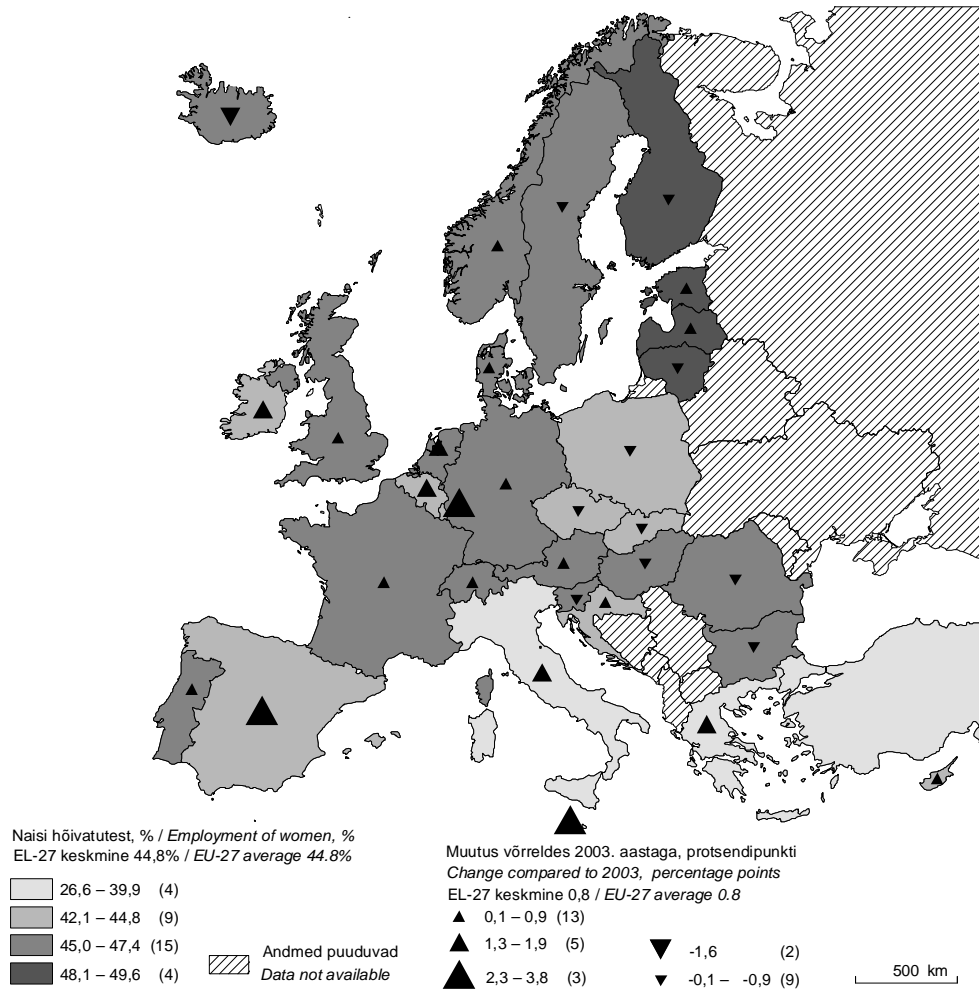 Naisi hõivatutest, % / Employment of women, %
EL-27 keskmine 44,8% / EU-27 average 44.8%
26,6 – 39,9 (4)
42,1 – 44,8 (9)
45,0 – 47,4 (15)
48,1 – 49,6 (4)
Andmed puuduvad
Data not available
Muutus võrreldes 2003. aastaga, protsendipunkti
Change compared to 2003, percentage points
EL-27 keskmine 0,8 / EU-27 average 0.8
0,1 – 0,9 (13)
1,3 – 1,9 (5)
2,3 – 3,8 (3)
-1,6 (2)
-0,1 – -0,9 (9)
500 km